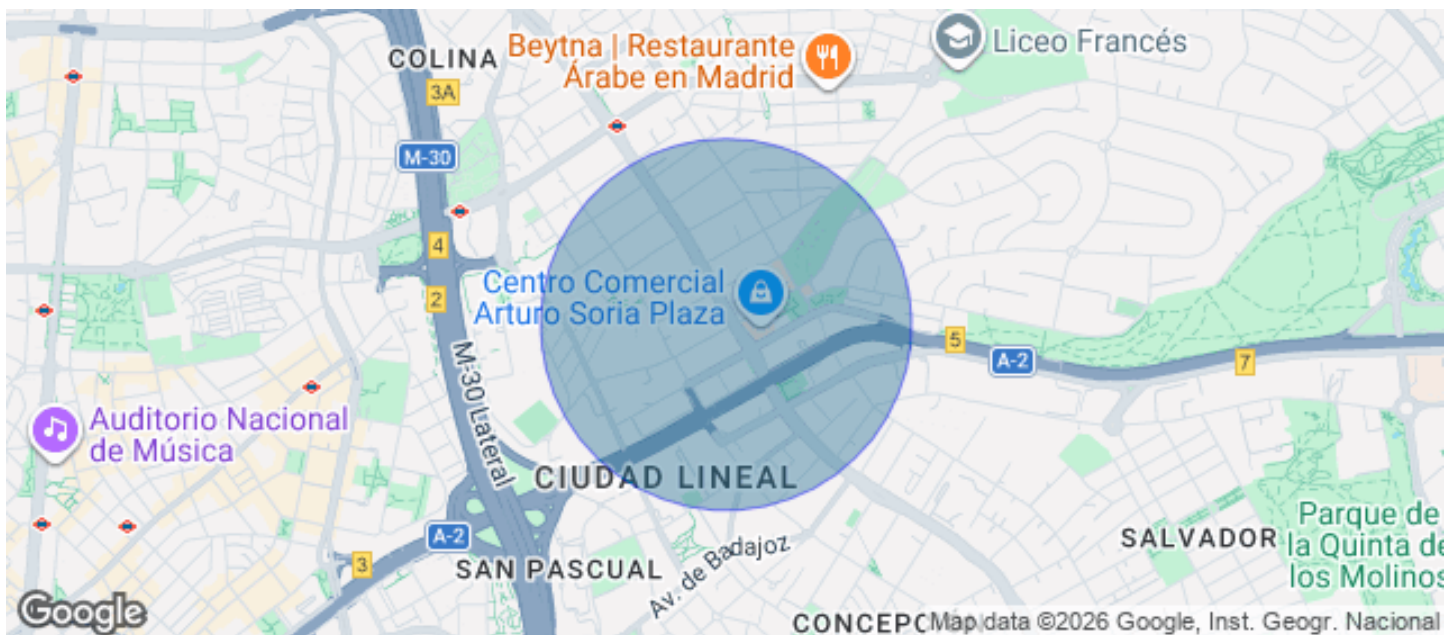 COLINA
Beytna | Restaurante
Árabe en Madrid
Liceo Francés
3A
M-30
4
2
Centro Comercial
Arturo Soria Plaza
M-30 Lateral
5
A-2
7
Auditorio Nacional
de Música
CIUDAD LINEAL
A-2
3
SAN PASCUAL
Av. de Badajoz
SALVADOR
Parque de
la Quinta de
los Molinos
Google
Map data ©2026 Google, Inst. Geogr. Nacional